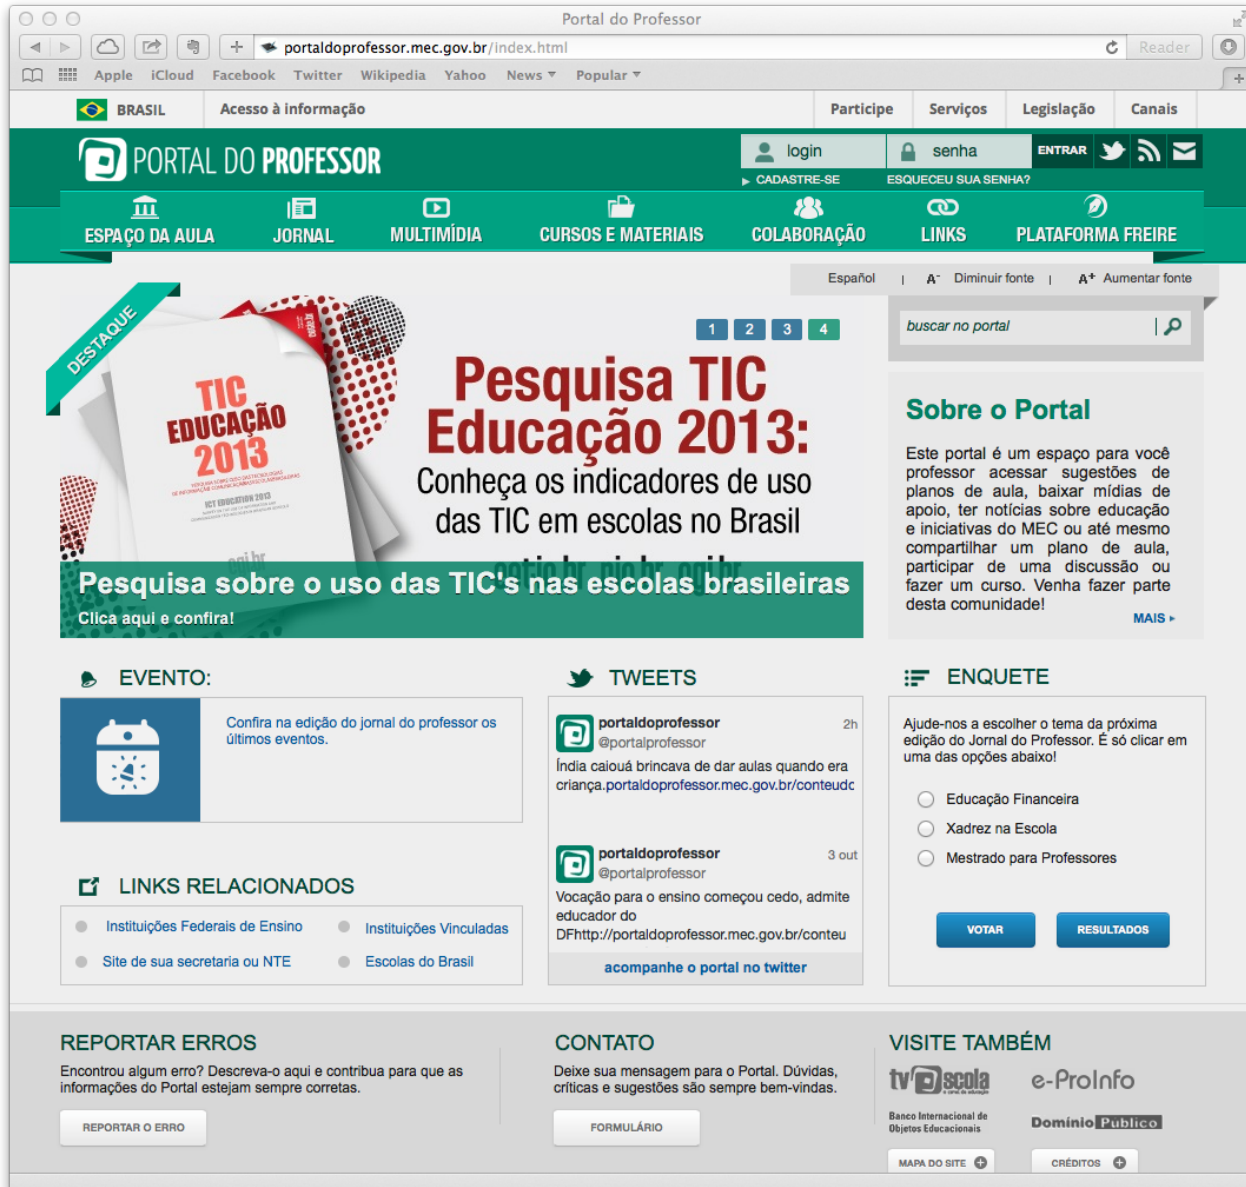 Portal do Professor
portaldoprofessor.mec.gov.br/index.html
Reader
Apple iCloud Facebook Twitter Wikipedia Yahoo News Popular
BRASIL Acesso à informação Participe Serviços Legislação Canais
PORTAL DO PROFESSOR
login senha ENTRAR
CADASTRE-SE ESQUECEU SUA SENHA?
ESPAÇO DA AULA JORNAL MULTIMÍDIA CURSOS E MATERIAIS COLABORAÇÃO LINKS PLATAFORMA FREIRE
Español | A- Diminuir fonte | A+ Aumentar fonte
buscar no portal
DESTAQUE
1 2 3 4
TIC
EDUCAÇÃO
2013
ICT EDUCATION 2013
cgi.br
Pesquisa TIC
Educação 2013:
Conheça os indicadores de uso
das TIC em escolas no Brasil
Pesquisa sobre o uso das TIC's nas escolas brasileiras
Clica aqui e confira!
Sobre o Portal
Este portal é um espaço para você
professor acessar sugestões de
planos de aula, baixar mídias de
apoio, ter notícias sobre educação
e iniciativas do MEC ou até mesmo
compartilhar um plano de aula,
participar de uma discussão ou
fazer um curso. Venha fazer parte
desta comunidade!
MAIS
EVENTO:
Confira na edição do jornal do professor os
últimos eventos.
LINKS RELACIONADOS
Instituições Federais de Ensino Instituições Vinculadas
Site de sua secretaria ou NTE Escolas do Brasil
TWEETS
portaldoprofessor 2h
@portalprofessor
Índia caiouá brincava de dar aulas quando era
criança.portaldoprofessor.mec.gov.br/conteudo
portaldoprofessor 3 out
@portalprofessor
Vocação para o ensino começou cedo, admite
educador do
DFhttp://portaldoprofessor.mec.gov.br/conteu
acompanhe o portal no twitter
ENQUETE
Ajude-nos a escolher o tema da próxima
edição do Jornal do Professor. É só clicar em
uma das opções abaixo!
Educação Financeira
Xadrez na Escola
Mestrado para Professores
VOTAR RESULTADOS
REPORTAR ERROS
Encontrou algum erro? Descreva-o aqui e contribua para que as
informações do Portal estejam sempre corretas.
REPORTAR O ERRO
CONTATO
Deixe sua mensagem para o Portal. Dúvidas,
críticas e sugestões são sempre bem-vindas.
FORMULÁRIO
VISITE TAMBÉM
tv escola e-ProInfo
Banco Internacional de
Objetos Educacionais
Domínio Público
MAPA DO SITE CRÉDITOS